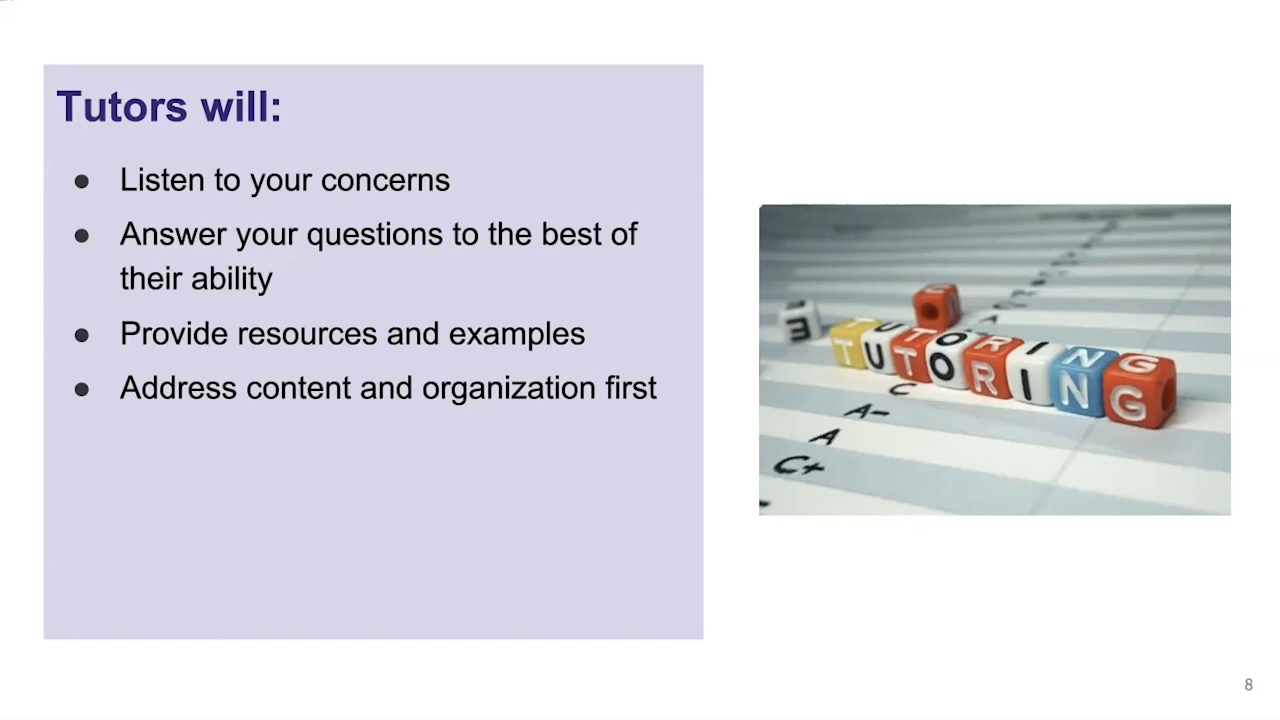 Tutors will:
● Listen to your concerns
● Answer your questions to the best of
their ability
● Provide resources and examples
● Address content and organization first
TUTORING
C
A-
A
C+
8